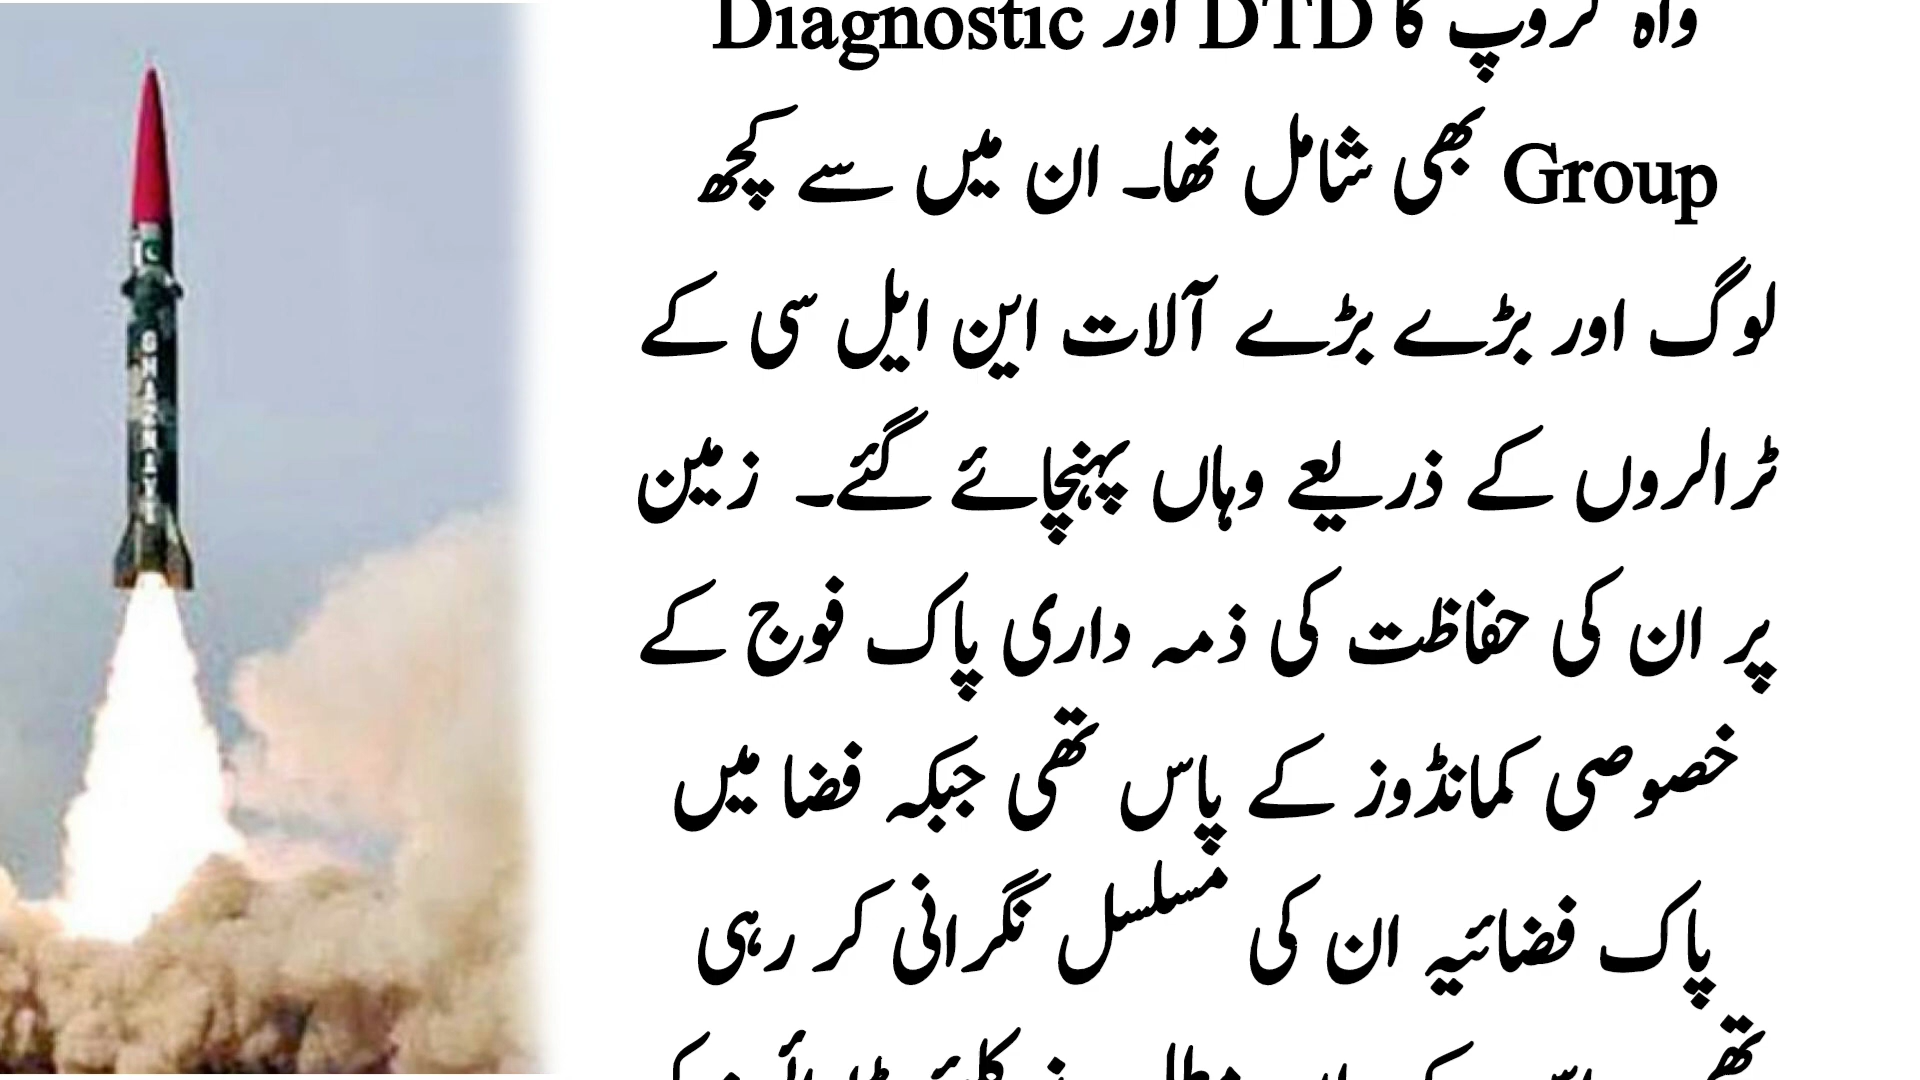 واہ گروپ کا DTD اور Diagnostic
Group بھی شامل تھا۔ ان میں سے کچھ
لوگ اور بڑے بڑے آلات این ایل سی کے
ٹرالروں کے ذریعے وہاں پہنچائے گئے۔ زمین
پر ان کی حفاظت کی ذمہ داری پاک فوج کے
خصوصی کمانڈوز کے پاس تھی جبکہ فضا میں
پاک فضائیہ ان کی مسلسل نگرانی کر رہی
تھی۔
GHAZNAVI